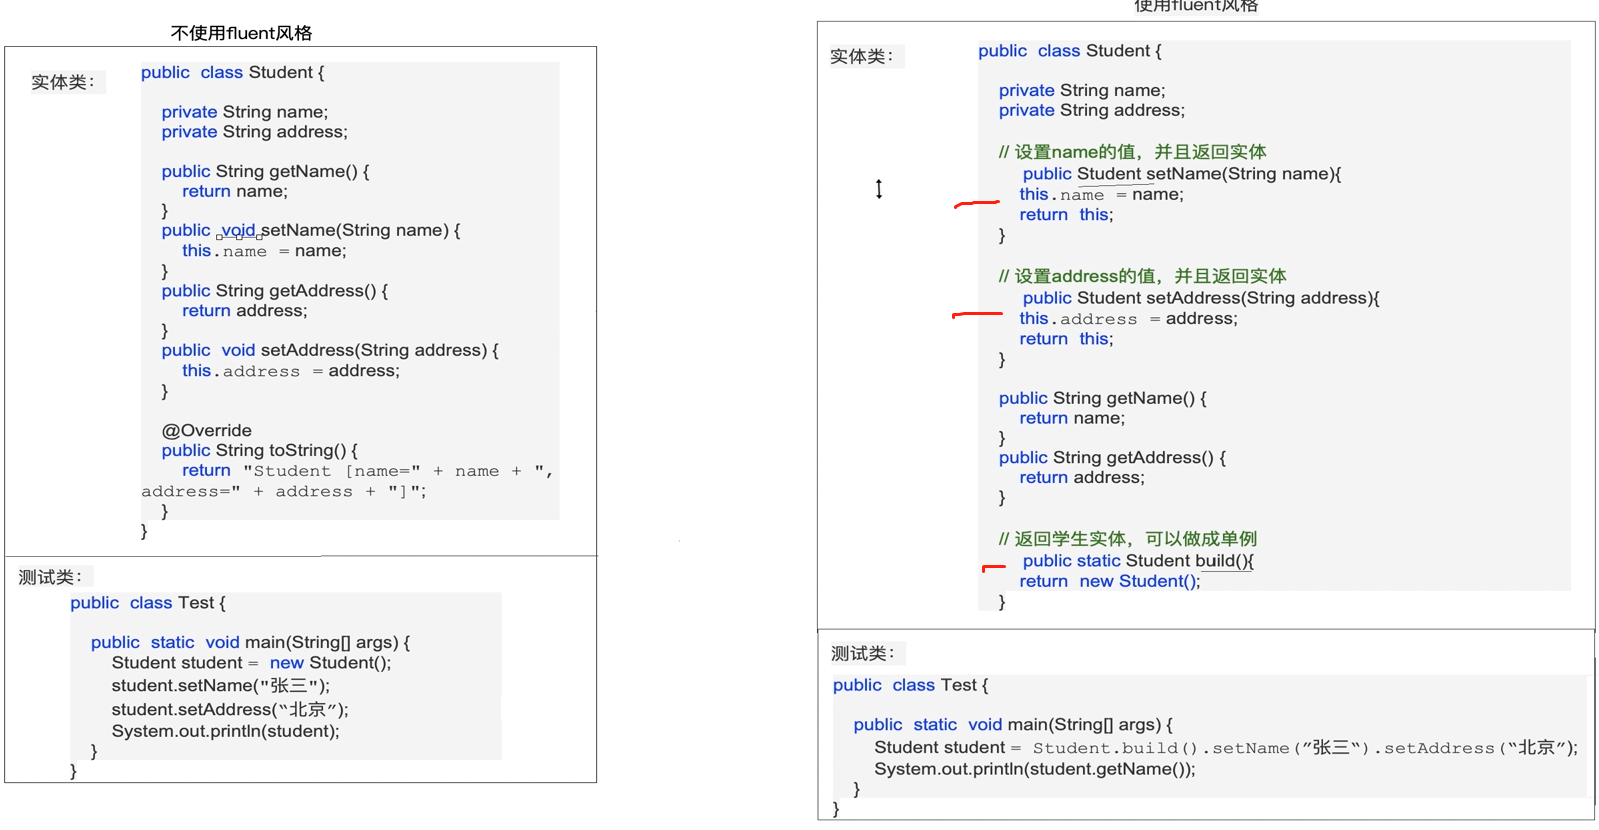 不使用fluent风格
实体类：
public class Student {
private String name;
private String address;
public String getName() {
return name;
}
public void setName(String name) {
this.name = name;
}
public String getAddress() {
return address;
}
public void setAddress(String address) {
this.address = address;
}
@Override
public String toString() {
return "Student [name=" + name + ",
address=" + address + "]";
}
}
测试类：
public class Test {
public static void main(String[] args) {
Student student = new Student();
student.setName("张三");
student.setAddress(“北京”);
System.out.println(student);
}
}
使用fluent风格
实体类：
public class Student {
private String name;
private String address;
// 设置name的值，并且返回实体
public Student setName(String name){
this.name = name;
return this;
}
// 设置address的值，并且返回实体
public Student setAddress(String address){
this.address = address;
return this;
}
public String getName() {
return name;
}
public String getAddress() {
return address;
}
// 返回学生实体，可以做成单例
public static Student build(){
return new Student();
}
测试类：
public class Test {
public static void main(String[] args) {
Student student = Student.build().setName(”张三“).setAddress(“北京”);
System.out.println(student.getName());
}
}